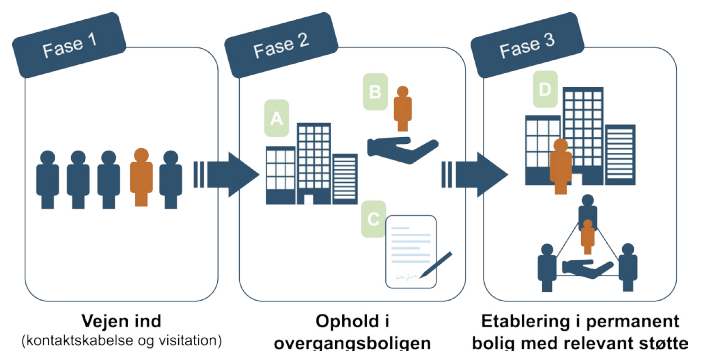 Fase 1
Fase 2
Fase 3
A
B
C
D
Vejen ind
(kontaktskabelse og visitation)
Ophold i
overgangsboligen
Etablering i permanent
bolig med relevant støtte